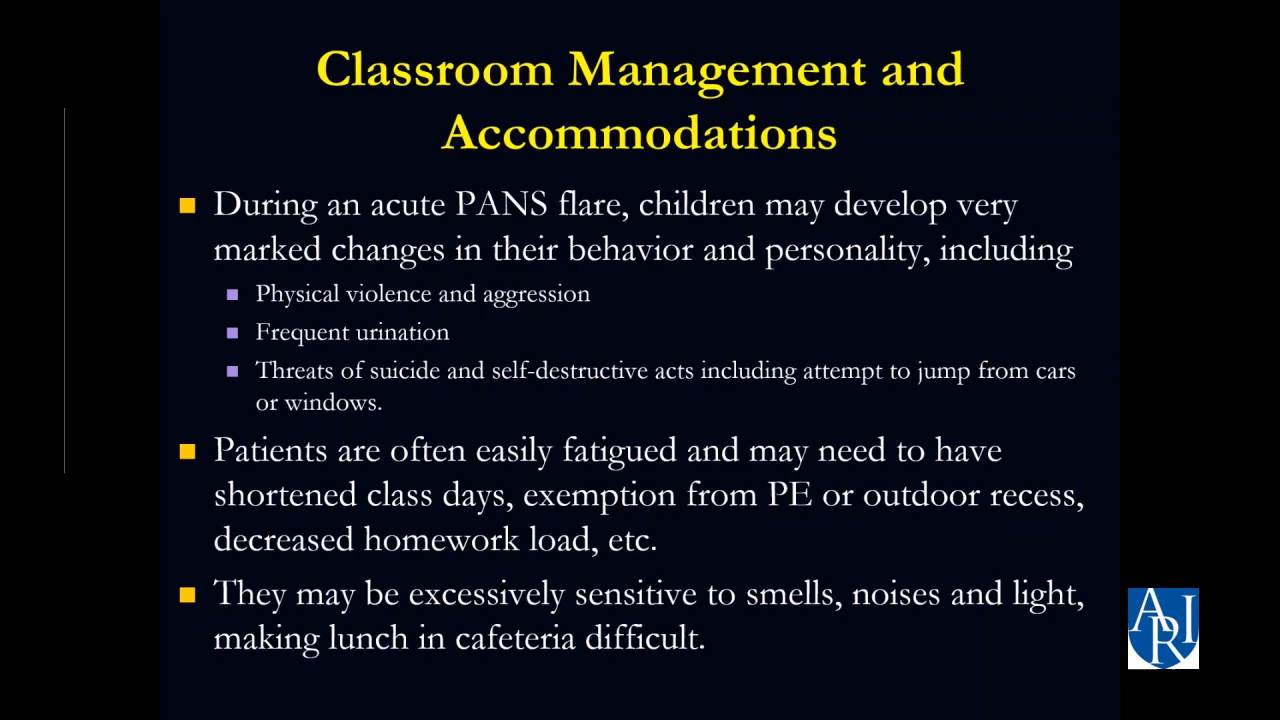 Classroom Management and
Accommodations
During an acute PANS flare, children may develop very
marked changes in their behavior and personality, including
Physical violence and aggression
Frequent urination
Threats of suicide and self-destructive acts including attempt to jump from cars
or windows.
Patients are often easily fatigued and may need to have
shortened class days, exemption from PE or outdoor recess,
decreased homework load, etc.
They may be excessively sensitive to smells, noises and light,
making lunch in cafeteria difficult.
ARI